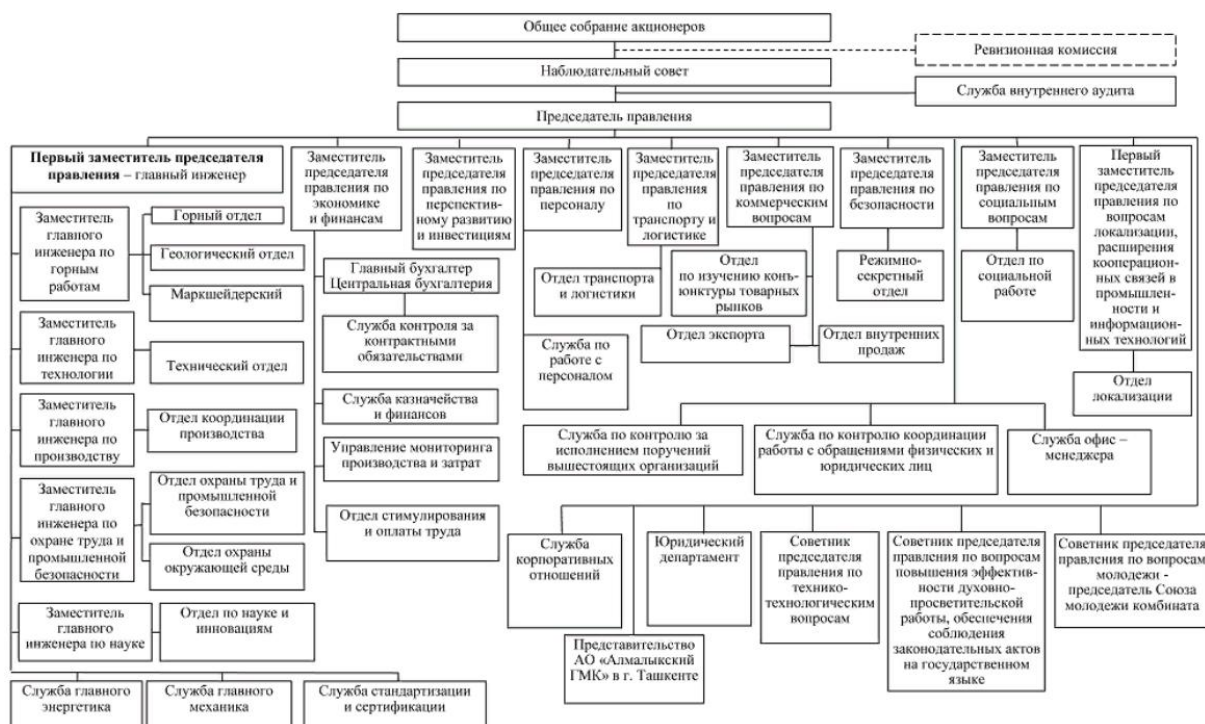 Общее собрание акционеров
Ревизионная комиссия
Наблюдательный совет
Служба внутреннего аудита
Председатель правления
Первый заместитель председателя
правления – главный инженер
Заместитель
председателя
правления по
экономике
и финансам
Заместитель
председателя
правления по
перспектив-
ному развитию
и инвестициям
Заместитель
председателя
правления по
персоналу
Заместитель
председателя
правления
по
транспорту и
логистике
Заместитель
председателя
правления по
коммерческим
вопросам
Заместитель
председателя
правления по
безопасности
Заместитель
председателя
правления по
социальным
вопросам
Первый
заместитель
председателя
правления по
вопросам
локализации,
расширения
кооперацион-
ных связей в
промышлен-
ности и
информацион-
ных технологий
Заместитель
главного
инженера по
горным
работам
Горный отдел
Геологический отдел
Маркшейдерский
Заместитель
главного
инженера по
технологии
Технический отдел
Заместитель
главного
инженера по
производству
Отдел координации
производства
Заместитель
главного
инженера по
охране труда и
промышленной
безопасности
Отдел охраны труда и
промышленной
безопасности
Отдел охраны
окружающей среды
Заместитель
главного
инженера по науке
Отдел по науке и
инновациям
Служба главного
энергетика
Служба главного
механика
Служба стандартизации
и сертификации
Главный бухгалтер
Центральная бухгалтерия
Служба контроля за
контрактными
обязательствами
Служба казначейства
и финансов
Управление мониторинга
производства и затрат
Отдел стимулирования
и оплаты труда
Отдел транспорта
и логистики
Служба по
работе с
персоналом
Отдел
по изучению конъ-
юнктуры товарных
рынков
Отдел экспорта
Отдел внутренних
продаж
Режимно-
секретный
отдел
Отдел по
социальной
работе
Отдел
локализации
Служба по контролю за
исполнением поручений
вышестоящих организаций
Служба по контролю координации
работы с обращениями физических и
юридических лиц
Служба офис –
менеджера
Служба
корпоративных
отношений
Представительство
АО «Алмалыкский
ГМК» в г. Ташкенте
Юридический
департамент
Советник
председателя
правления по
технико-
технологическим
вопросам
Советник председателя
правления по вопросам
повышения эффектив-
ности духовно-
просветительской
работы, обеспечения
соблюдения
законодательных актов
на государственном
языке
Советник председателя
правления по вопросам
молодежи -
председатель Союза
молодежи комбината